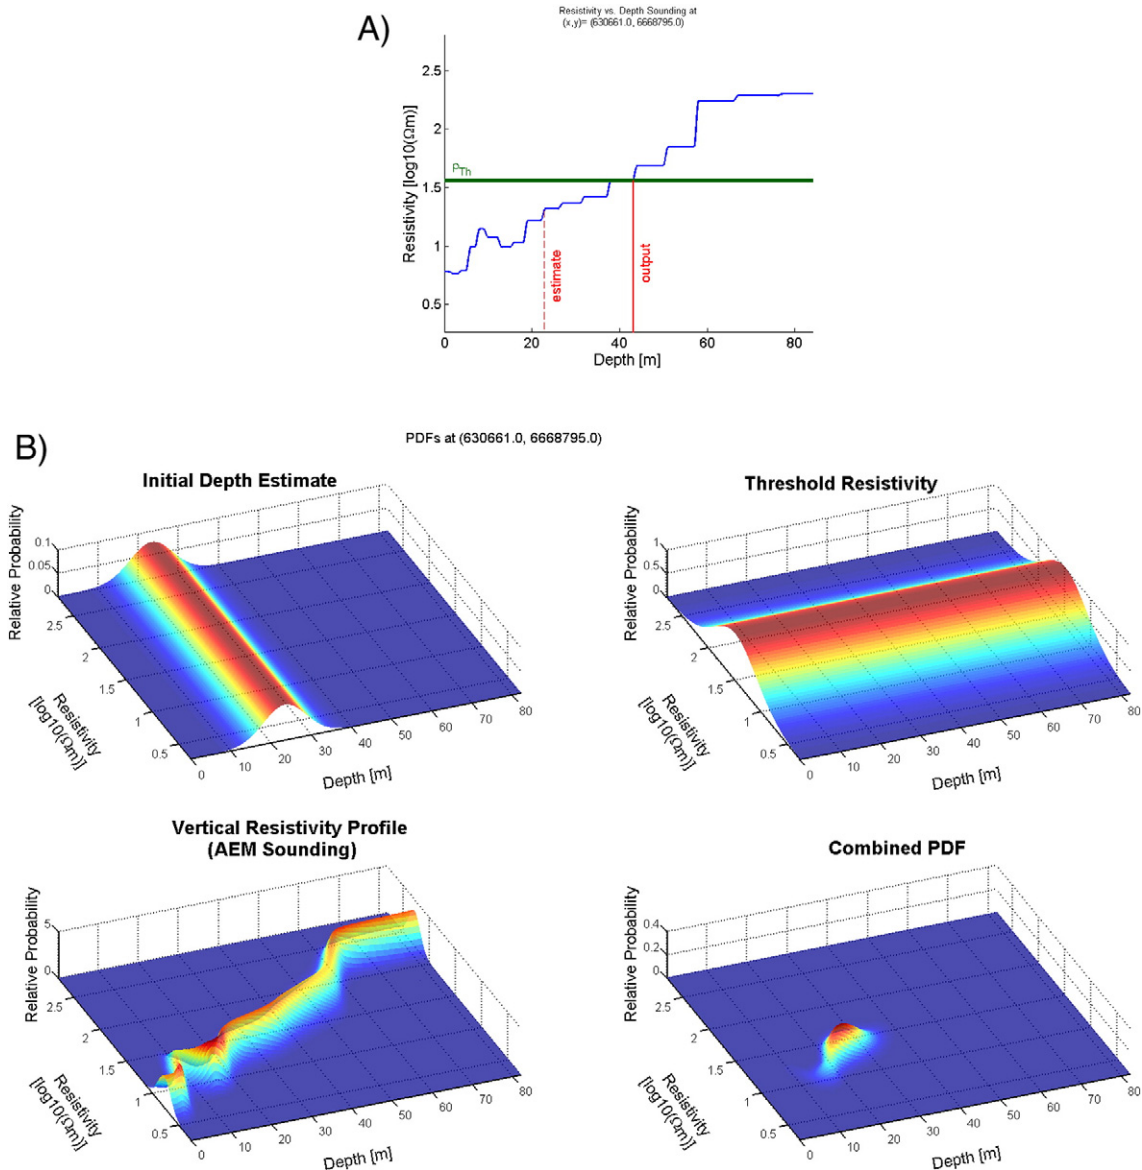 A)
Resistivity vs. Depth Sounding at
(x,y)= (630661.0, 6668795.0)
Resistivity [log10(Ωm)]
2.5
2
1.5
1
0.5
ρTh
estimate
output
0
20
40
60
80
Depth [m]
B)
PDFs at (630661.0, 6668795.0)
Initial Depth Estimate
Relative Probability
0.1
0.05
0
2.5
2
1.5
1
0.5
Resistivity
[log10(Ωm)]
0
10
20
30
40
50
60
70
80
Depth [m]
Threshold Resistivity
Relative Probability
1
0.5
0
2.5
2
1.5
1
0.5
Resistivity
[log10(Ωm)]
0
10
20
30
40
50
60
70
80
Depth [m]
Vertical Resistivity Profile
(AEM Sounding)
Relative Probability
5
0
2.5
2
1.5
1
0.5
Resistivity
[log10(Ωm)]
0
10
20
30
40
50
60
70
80
Depth [m]
Combined PDF
Relative Probability
0.4
0.2
0
2.5
2
1.5
1
0.5
Resistivity
[log10(Ωm)]
0
10
20
30
40
50
60
70
80
Depth [m]